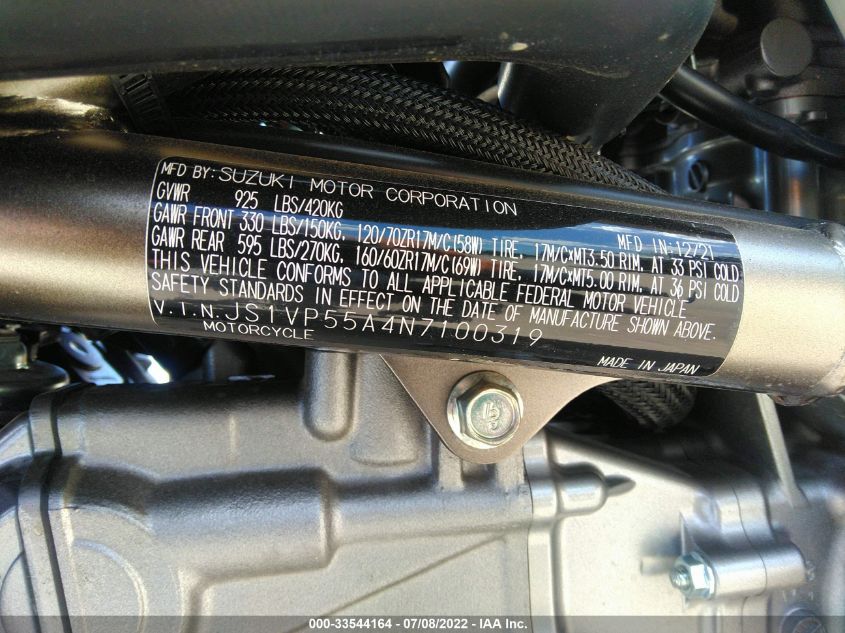 MFD BY: SUZUKI MOTOR CORPORATION
GVWR 925 LBS/420KG MFD IN: 12/21
GAWR FRONT 330 LBS/150KG, 120/70ZR17M/C(58W) TIRE, 17M/CxMT3.50 RIM, AT 33 PSI COLD
GAWR REAR 595 LBS/270KG, 160/60ZR17M/C(69W) TIRE, 17M/CxMT5.00 RIM, AT 36 PSI COLD
THIS VEHICLE CONFORMS TO ALL APPLICABLE FEDERAL MOTOR VEHICLE
SAFETY STANDARDS IN EFFECT ON THE DATE OF MANUFACTURE SHOWN ABOVE.
V.I.N. JS1VP55A4N7100319
MOTORCYCLE MADE IN JAPAN
000-33544164 - 07/08/2022 - IAA Inc.